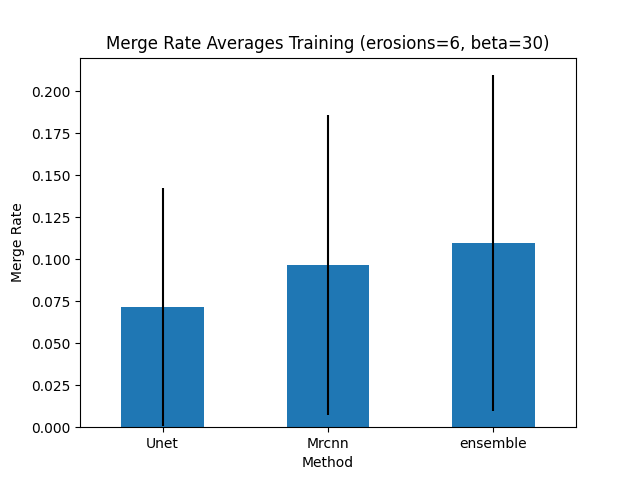 Merge Rate Averages Training (erosions=6, beta=30)
0.200
0.175
0.150
0.125
0.100
0.075
0.050
0.025
0.000
Merge Rate
Unet Mrcnn ensemble
Method